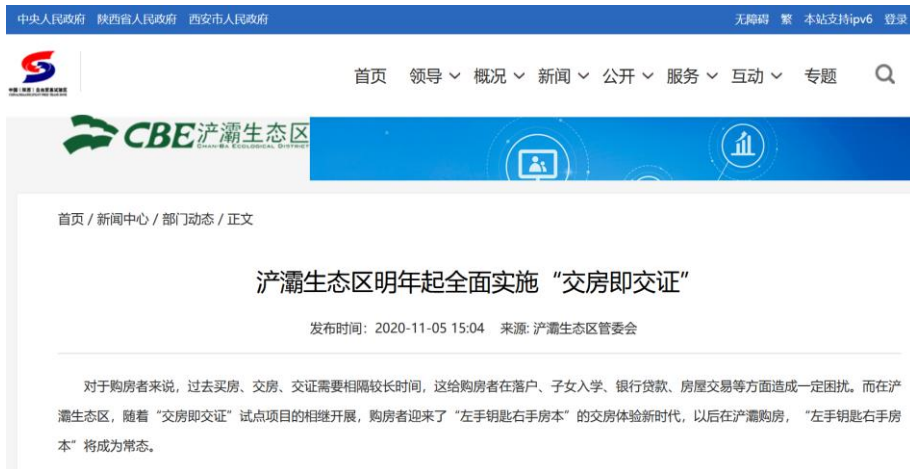 中央人民政府 陕西省人民政府 西安市人民政府 无障碍 繁 本站支持ipv6 登录
首页 领导 概况 新闻 公开 服务 互动 专题
CBE浐灞生态区
CHAN-BA ECOLOGICAL DISTRICT
首页 / 新闻中心 / 部门动态 / 正文
浐灞生态区明年起全面实施“交房即交证”
发布时间：2020-11-05 15:04 来源: 浐灞生态区管委会
对于购房者来说，过去买房、交房、交证需要相隔较长时间，这给购房者在落户、子女入学、银行贷款、房屋交易等方面造成一定困扰。而在浐
灞生态区，随着“交房即交证”试点项目的相继开展，购房者迎来了“左手钥匙右手房本”的交房体验新时代，以后在浐灞购房，“左手钥匙右手房
本”将成为常态。